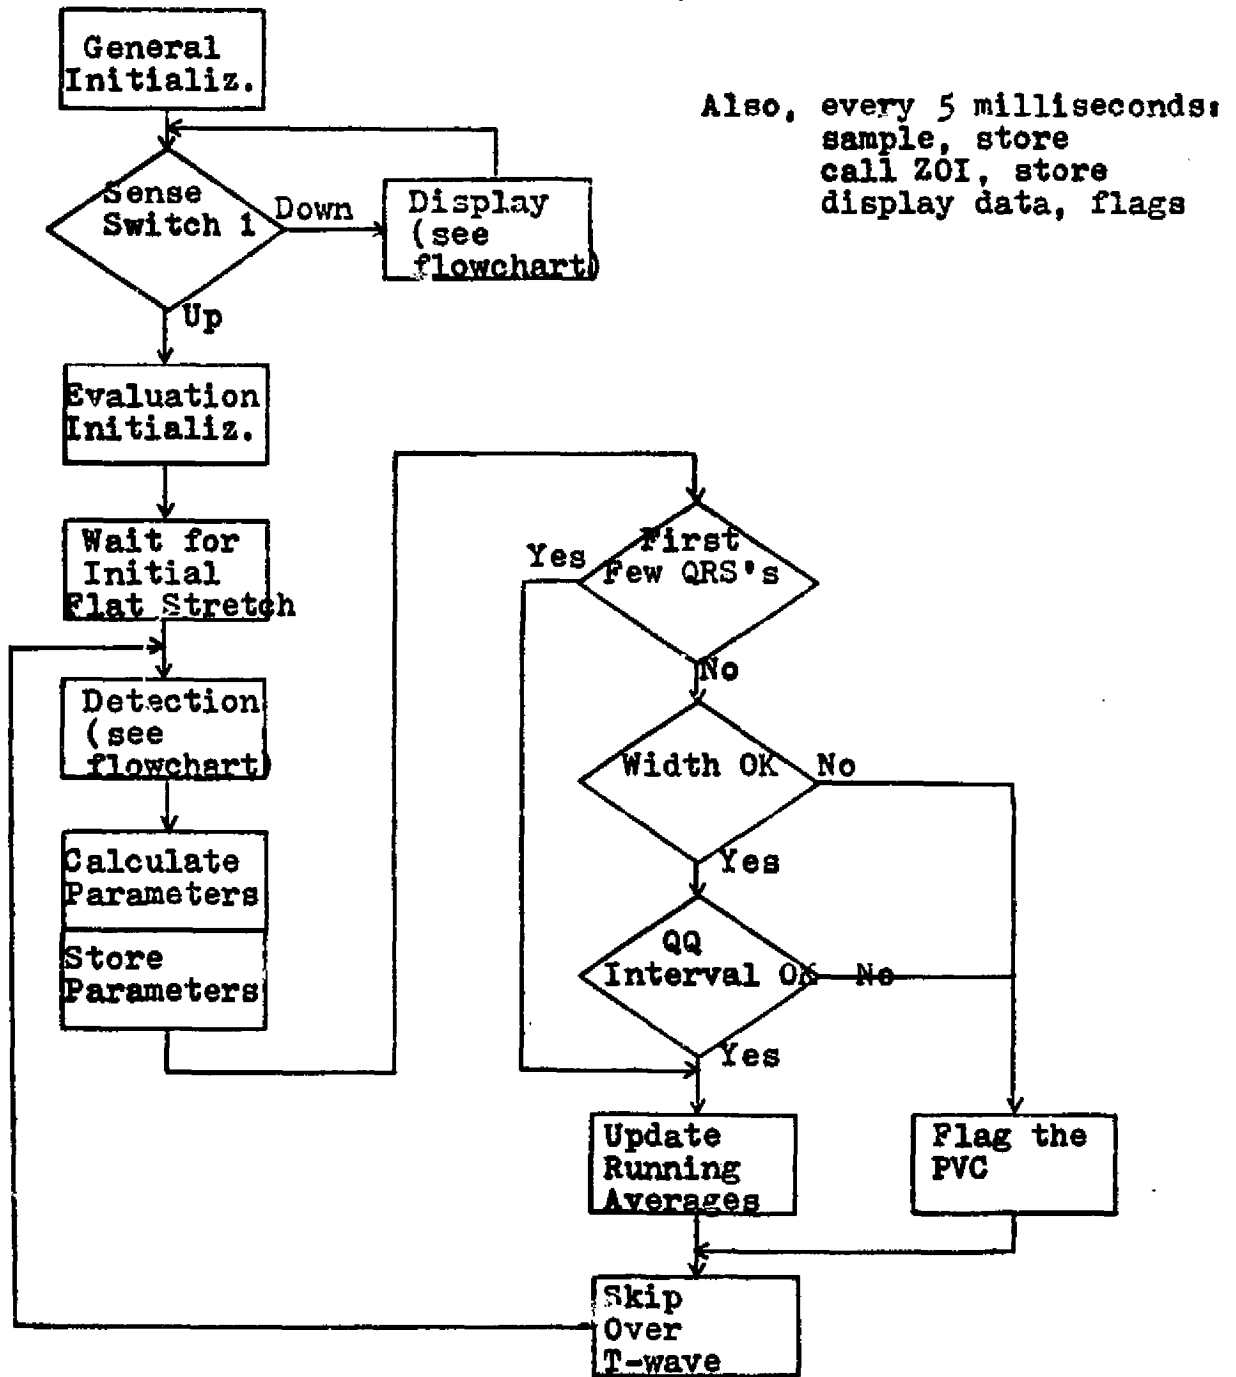 General
Initializ.
Also, every 5 milliseconds:
sample, store
call ZOI, store
display data, flags
Sense
Switch 1
Down
Display
(see
flowchart)
Up
Evaluation
Initializ.
Wait for
Initial
Flat Stretch
Detection
(see
flowchart)
Calculate
Parameters
Store
Parameters
First
Few QRS's
Yes
No
Width OK
No
Yes
QQ
Interval OK
No
Yes
Update
Running
Averages
Flag the
PVC
Skip
Over
T-wave